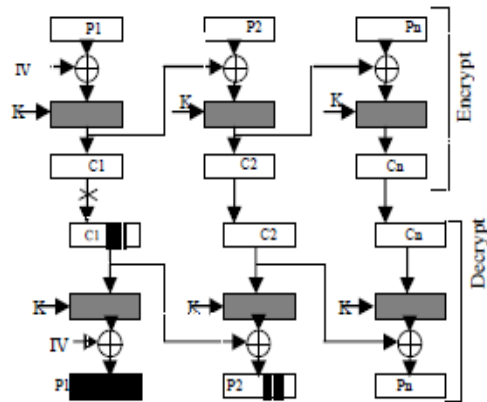 P1 P2 Pn
IV
K K K
Encrypt
C1 C2 Cn
C1 C2 Cn
Decrypt
K K K
IV
P1 P2 Pn